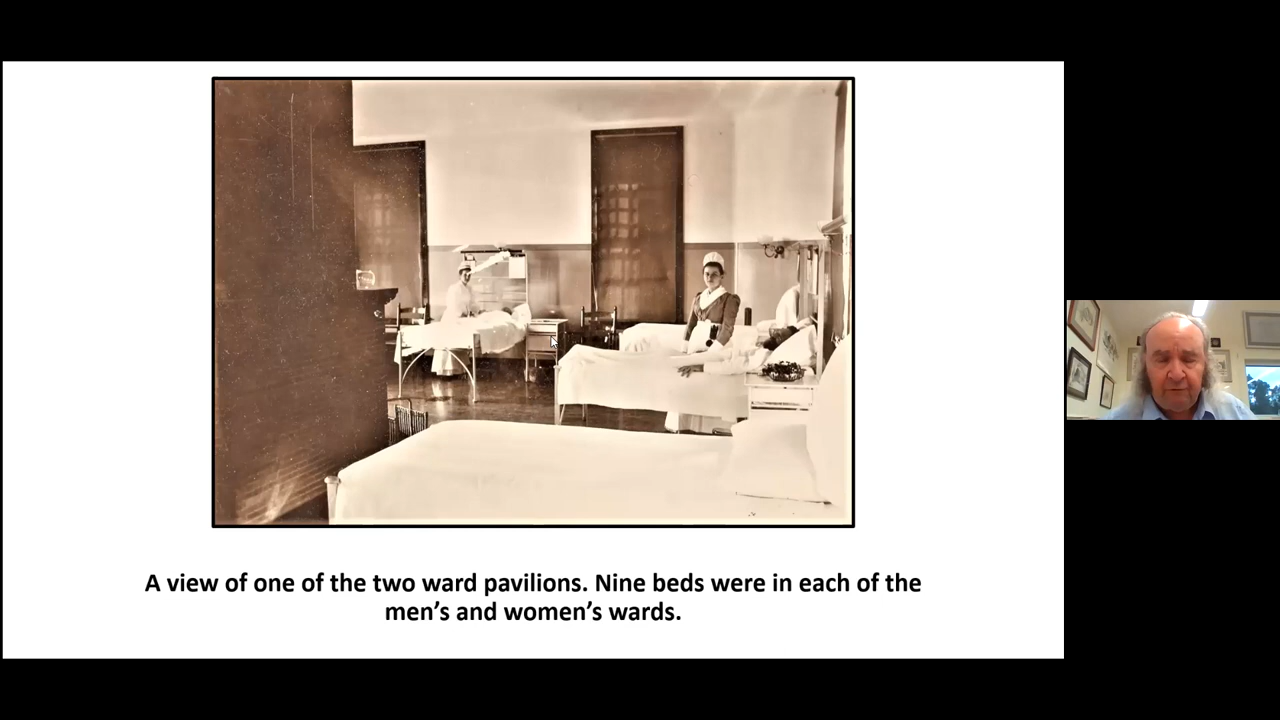 A view of one of the two ward pavilions. Nine beds were in each of the
men’s and women’s wards.